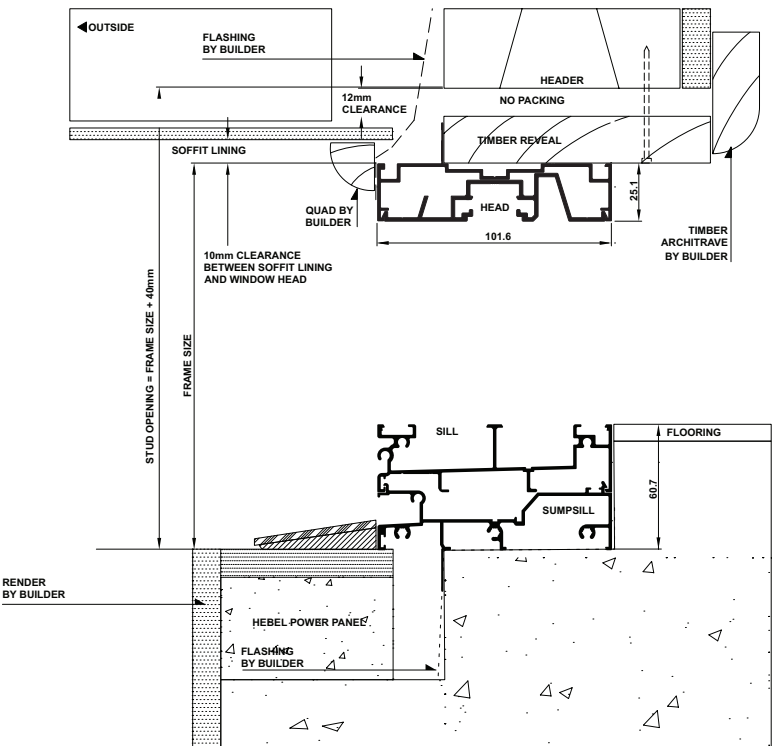 OUTSIDE
FLASHING
BY BUILDER
HEADER
12mm
CLEARANCE
NO PACKING
TIMBER REVEAL
SOFFIT LINING
HEAD
25.1
QUAD BY
BUILDER
101.6
TIMBER
ARCHITRAVE
BY BUILDER
10mm CLEARANCE
BETWEEN SOFFIT LINING
AND WINDOW HEAD
STUD OPENING = FRAME SIZE + 40mm
FRAME SIZE
SILL
FLOORING
60.7
SUMPSILL
RENDER
BY BUILDER
HEBEL POWER PANEL
FLASHING
BY BUILDER